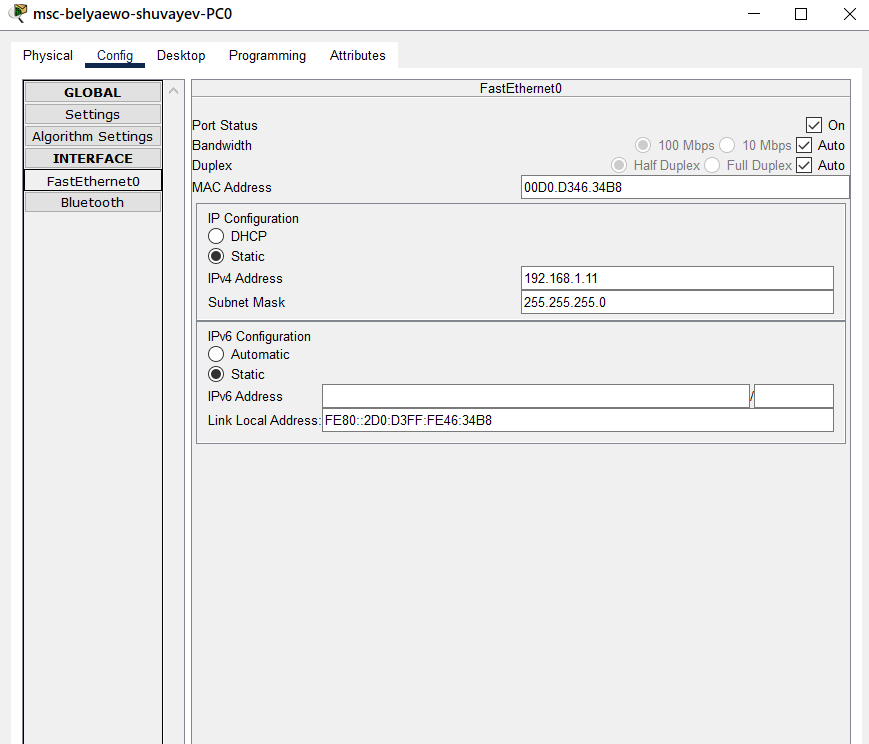 msc-belyaewo-shuvayev-PC0
Physical Config Desktop Programming Attributes
GLOBAL
Settings
Algorithm Settings
INTERFACE
FastEthernet0
Bluetooth
FastEthernet0
Port Status On
Bandwidth 100 Mbps 10 Mbps Auto
Duplex Half Duplex Full Duplex Auto
MAC Address 00D0.D346.34B8
IP Configuration
DHCP
Static
IPv4 Address 192.168.1.11
Subnet Mask 255.255.255.0
IPv6 Configuration
Automatic
Static
IPv6 Address /
Link Local Address: FE80::2D0:D3FF:FE46:34B8